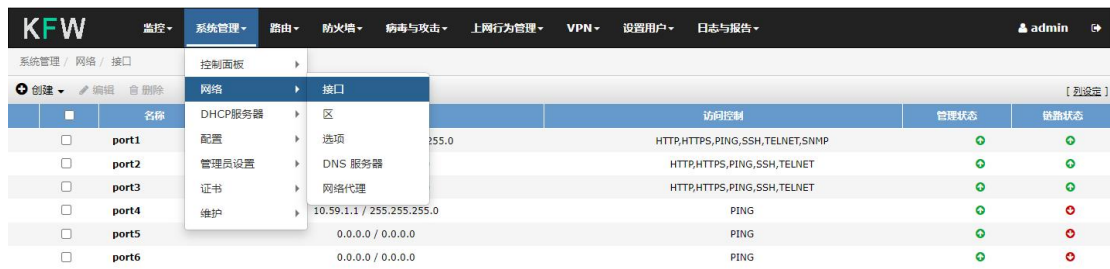 KFW 监控 系统管理 路由 防火墙 病毒与攻击 上网行为管理 VPN 设置用户 日志与报告 admin
系统管理 / 网络 / 接口
创建 编辑 删除 [ 列设定 ]
控制面板
网络
DHCP服务器
配置
管理员设置
证书
维护
接口
区
选项
DNS 服务器
网络代理
名称 访问控制 管理状态 链路状态
port1 255.0 HTTP,HTTPS,PING,SSH,TELNET,SNMP
port2 0 HTTP,HTTPS,PING,SSH,TELNET
port3 0 HTTP,HTTPS,PING,SSH,TELNET
port4 10.59.1.1 / 255.255.255.0 PING
port5 0.0.0.0 / 0.0.0.0 PING
port6 0.0.0.0 / 0.0.0.0 PING